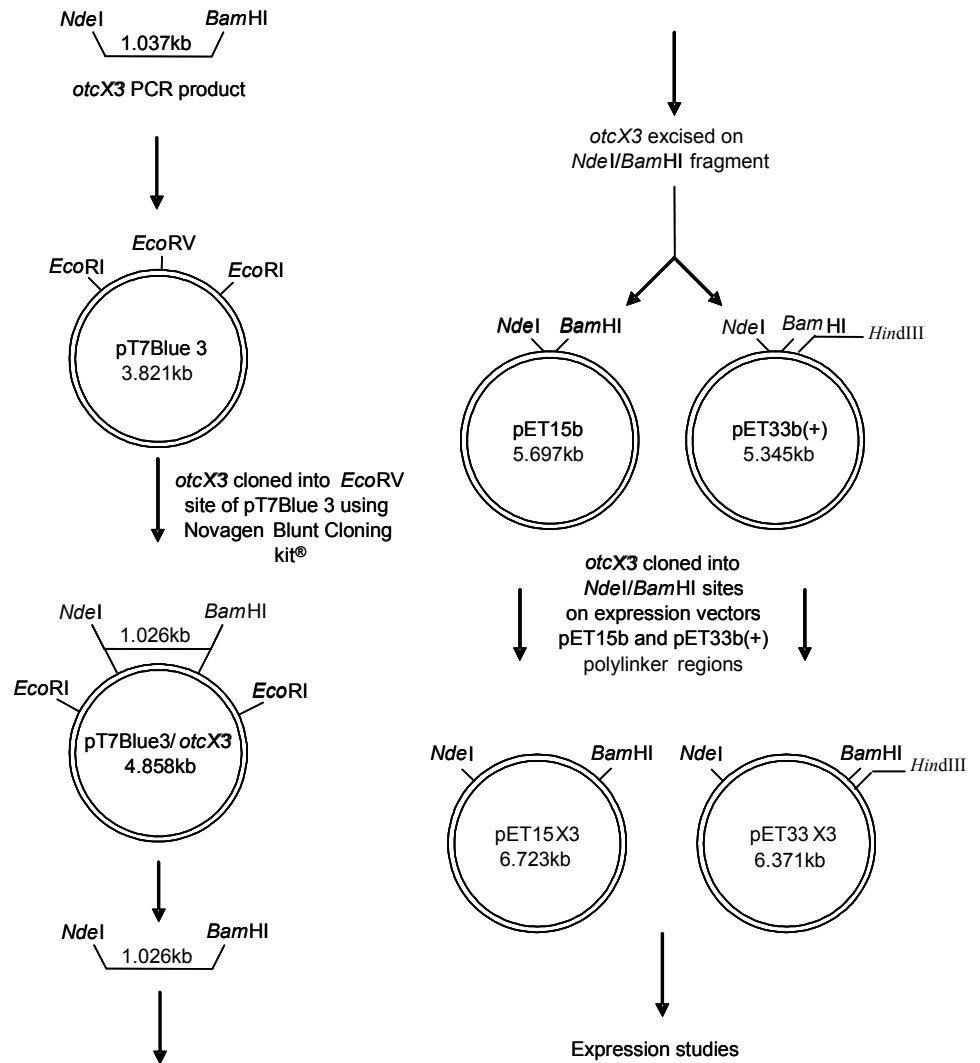 NdeI BamHI
1.037kb
otcX3 PCR product
EcoRV
EcoRI EcoRI
pT7Blue 3
3.821kb
otcX3 cloned into EcoRV
site of pT7Blue 3 using
Novagen Blunt Cloning
kit®
NdeI BamHI
1.026kb
EcoRI EcoRI
pT7Blue3/ otcX3
4.858kb
NdeI BamHI
1.026kb
otcX3 excised on
NdeI/BamHI fragment
NdeI BamHI
pET15b
5.697kb
NdeI BamHI HindIII
pET33b(+)
5.345kb
otcX3 cloned into
NdeI/BamHI sites
on expression vectors
pET15b and pET33b(+)
polylinker regions
NdeI BamHI
pET15X3
6.723kb
NdeI BamHI HindIII
pET33 X3
6.371kb
Expression studies